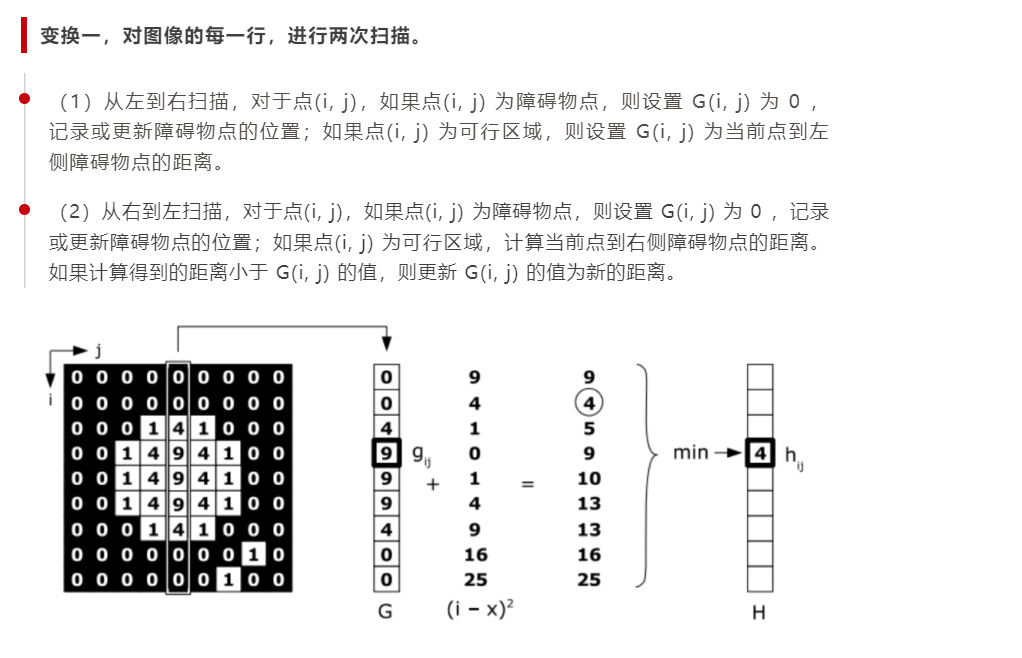 变换一，对图像的每一行，进行两次扫描。
（1）从左到右扫描，对于点(i, j)，如果点(i, j) 为障碍物点，则设置 G(i, j) 为 0 ，
记录或更新障碍物点的位置；如果点(i, j) 为可行区域，则设置 G(i, j) 为当前点到左
侧障碍物点的距离。
（2）从右到左扫描，对于点(i, j)，如果点(i, j) 为障碍物点，则设置 G(i, j) 为 0 ，记录
或更新障碍物点的位置；如果点(i, j) 为可行区域，计算当前点到右侧障碍物点的距离。
如果计算得到的距离小于 G(i, j) 的值，则更新 G(i, j) 的值为新的距离。
j
i
0 0 0 0 0 0 0 0 0 0 9 9
0 0 0 0 0 0 0 0 0 0 4 4
0 0 0 1 4 1 0 0 0 4 1 5
0 0 1 4 9 4 1 0 0 9 gij 0 9 min 4 hij
0 0 1 4 9 4 1 0 0 9 + 1 = 10
0 0 1 4 9 4 1 0 0 9 4 13
0 0 0 1 4 1 0 0 0 4 9 13
0 0 0 0 0 0 0 1 0 0 16 16
0 0 0 0 0 0 1 0 0 0 25 25
G (i − x)² H